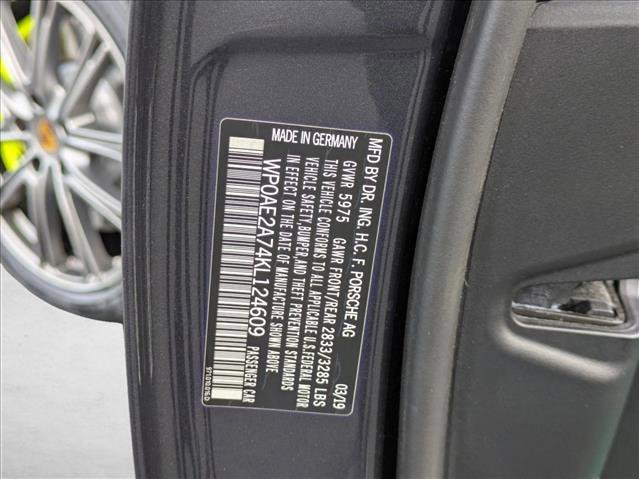 MFD BY DR. ING. H.C. F. PORSCHE AG
MADE IN GERMANY 03/19
GVWR 5975 GAWR FRONT/REAR 2833/3285 LBS
THIS VEHICLE CONFORMS TO ALL APPLICABLE U.S. FEDERAL MOTOR
VEHICLE SAFETY, BUMPER, AND THEFT PREVENTION STANDARDS
IN EFFECT ON THE DATE OF MANUFACTURE SHOWN ABOVE
WP0AE2A74KL124609
PASSENGER CAR